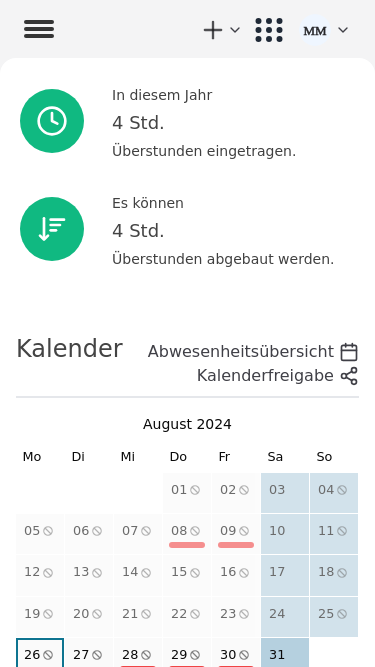 MM
In diesem Jahr
4 Std.
Überstunden eingetragen.
Es können
4 Std.
Überstunden abgebaut werden.
Kalender
Abwesenheitsübersicht
Kalenderfreigabe
August 2024
Mo Di Mi Do Fr Sa So
01 02 03 04
05 06 07 08 09 10 11
12 13 14 15 16 17 18
19 20 21 22 23 24 25
26 27 28 29 30 31